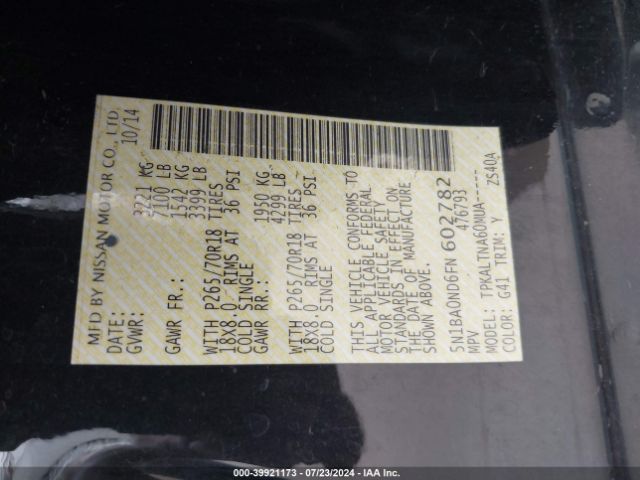 MFD BY NISSAN MOTOR CO., LTD.
DATE: 10/14
GVWR: 3221 KG
7100 LB
GAWR FR.: 1542 KG
3399 LB
WITH P265/70R18 TIRES
18X8.0 RIMS AT 36 PSI
COLD SINGLE
GAWR RR.: 1950 KG
4299 LB
WITH P265/70R18 TIRES
18X8.0 RIMS AT 36 PSI
COLD SINGLE
THIS VEHICLE CONFORMS TO
ALL APPLICABLE FEDERAL
MOTOR VEHICLE SAFETY
STANDARDS IN EFFECT ON
THE DATE OF MANUFACTURE
SHOWN ABOVE.
5N1BA0ND6FN 602782
MPV 476793
MODEL: TPKALTNA60MUA----
COLOR: G41 TRIM: Y ZS40A
000-39921173 - 07/23/2024 - IAA Inc.